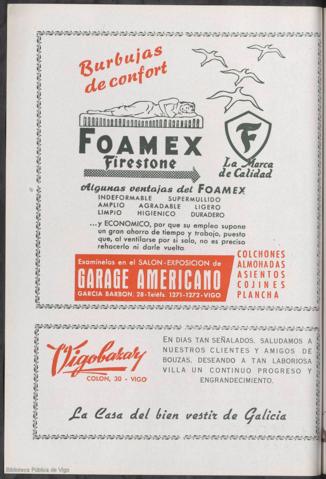 Burbujas
de confort
FOAMEX
Firestone
F
La Marca
de Calidad
Algunas ventajas del FOAMEX
INDEFORMABLE SUPERMULLIDO
AMPLIO AGRADABLE LIGERO
LIMPIO HIGIENICO DURADERO
...y ECONOMICO, por que su empleo supone
un gran ahorro de tiempo y trabajo, puesto
que, al ventilarse por si solo, no es preciso
rehacerlo ni darle vuelta
Examínelos en el SALON-EXPOSICION de
GARAGE AMERICANO
GARCIA BARBON, 28-Teléfs. 1271-1272-VIGO
COLCHONES
ALMOHADAS
ASIENTOS
COJINES
PLANCHA
Vigobazar
COLON, 30 - VIGO
EN DIAS TAN SEÑALADOS, SALUDAMOS A
NUESTROS CLIENTES Y AMIGOS DE
BOUZAS, DESEANDO A TAN LABORIOSA
VILLA UN CONTINUO PROGRESO Y
ENGRANDECIMIENTO.
La Casa del bien vestir de Galicia
Biblioteca Pública de Vigo